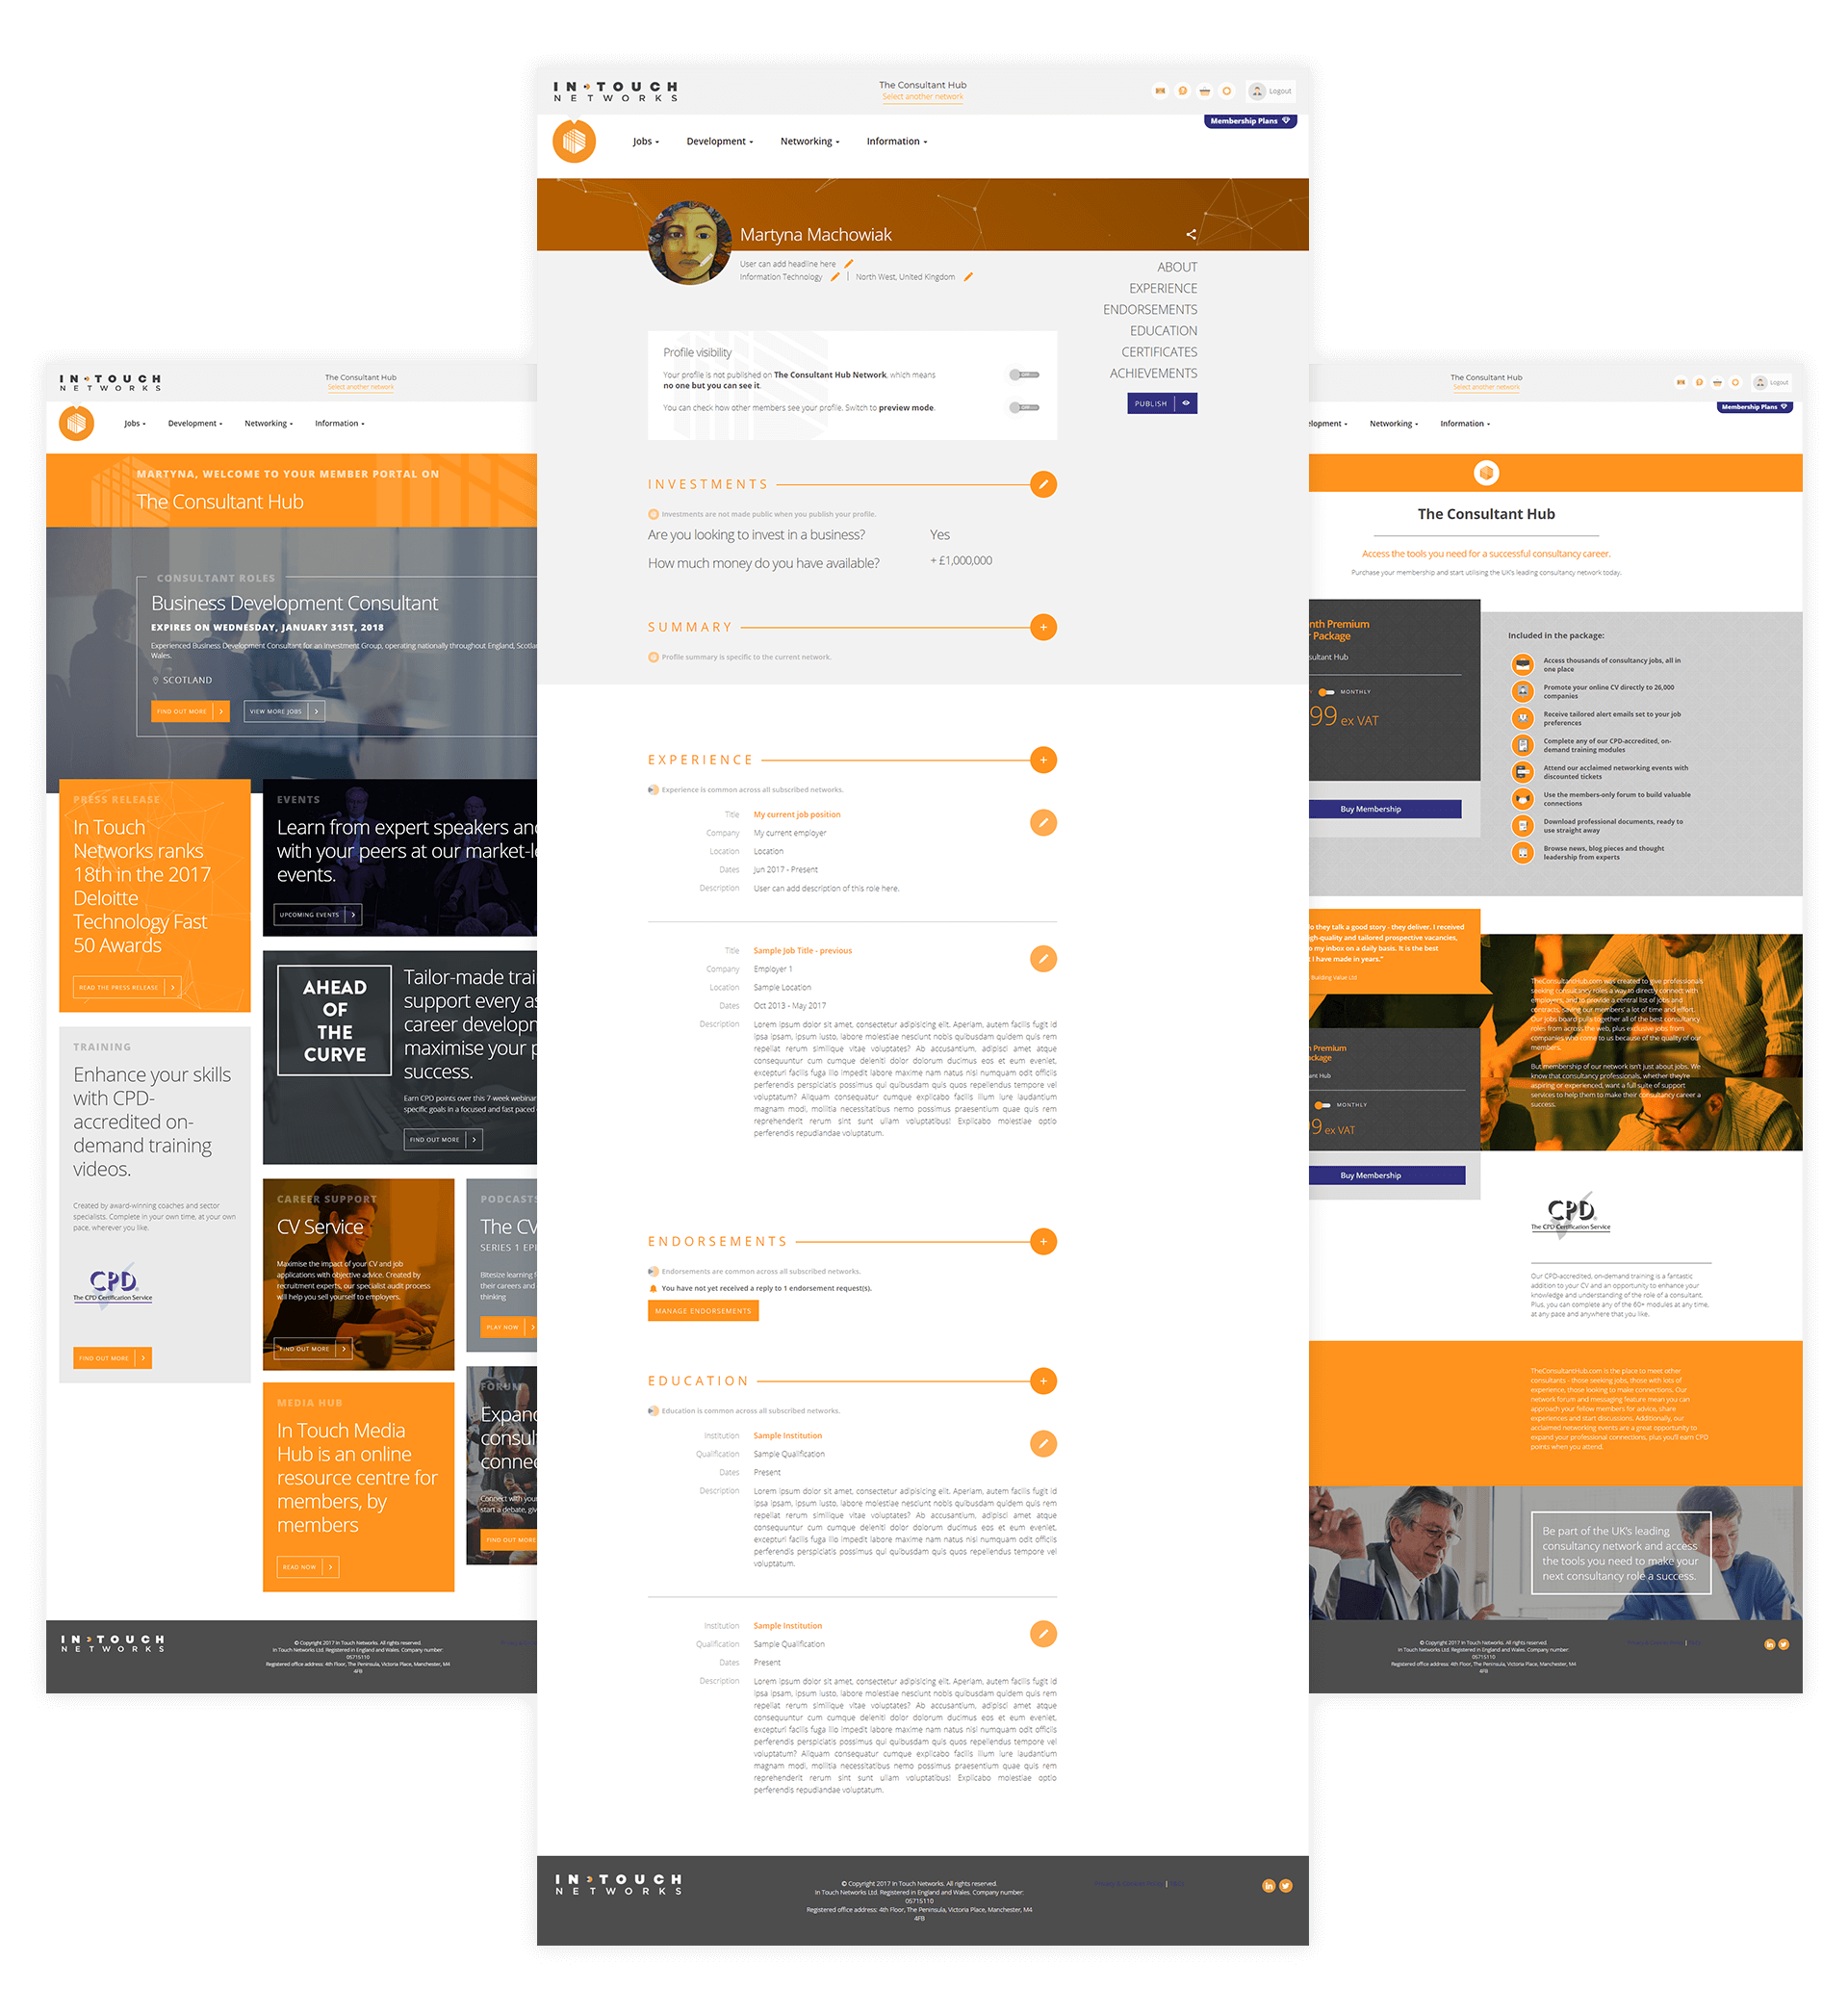 IN TOUCH
NETWORKS
The Consultant Hub
Select another network
Logout
Membership Plans
Jobs
Development
Networking
Information
Martyna Machowiak
User can add headline here
Information Technology | North West, United Kingdom
ABOUT
EXPERIENCE
ENDORSEMENTS
EDUCATION
CERTIFICATES
ACHIEVEMENTS
PUBLISH
Profile visibility
Your profile is not published on The Consultant Hub Network, which means
no one but you can see it.
You can check how other members see your profile. Switch to preview mode.
INVESTMENTS
Investments are not made public when you publish your profile.
Are you looking to invest in a business? Yes
How much money do you have available? + £1,000,000
SUMMARY
Profile summary is specific to the current network.
EXPERIENCE
Experience is common across all subscribed networks.
Title My current job position
Company My current employer
Location Location
Dates Jun 2017 - Present
Description User can add description of this role here.
Title Sample Job Title - previous
Company Employer 1
Location Sample Location
Dates Oct 2013 - May 2017
Description Lorem ipsum dolor sit amet, consectetur adipisicing elit. Aperiam, autem facilis fugit id
ipsa ipsam, ipsum iusto, labore molestiae nesciunt nobis quibusdam quidem quis rem
repellat rerum similique vitae voluptates? Ab accusantium, adipisci amet atque
consequuntur cum cumque deleniti dolor dolorum ducimus eos et eum eveniet,
excepturi facilis fuga illo impedit labore maxime nam natus nisi numquam odit officiis
perferendis perspiciatis possimus qui quibusdam quis quos repellendus tempore vel
voluptatum? Aliquam consequatur cumque explicabo facilis illum iure laudantium
magnam modi, mollitia necessitatibus nemo possimus praesentium quae quis rem
reprehenderit rerum sint sunt ullam voluptatibus! Explicabo molestiae optio
perferendis repudiandae voluptatum.
ENDORSEMENTS
Endorsements are common across all subscribed networks.
You have not yet received a reply to 1 endorsement request(s).
MANAGE ENDORSEMENTS
EDUCATION
Education is common across all subscribed networks.
Institution Sample Institution
Qualification Sample Qualification
Dates Present
Description Lorem ipsum dolor sit amet, consectetur adipisicing elit. Aperiam, autem facilis fugit id
ipsa ipsam, ipsum iusto, labore molestiae nesciunt nobis quibusdam quidem quis rem
repellat rerum similique vitae voluptates? Ab accusantium, adipisci amet atque
consequuntur cum cumque deleniti dolor dolorum ducimus eos et eum eveniet,
excepturi facilis fuga illo impedit labore maxime nam natus nisi numquam odit officiis
perferendis perspiciatis possimus qui quibusdam quis quos repellendus tempore vel
voluptatum.
Institution Sample Institution
Qualification Sample Qualification
Dates Present
Description Lorem ipsum dolor sit amet, consectetur adipisicing elit. Aperiam, autem facilis fugit id
ipsa ipsam, ipsum iusto, labore molestiae nesciunt nobis quibusdam quidem quis rem
repellat rerum similique vitae voluptates? Ab accusantium, adipisci amet atque
consequuntur cum cumque deleniti dolor dolorum ducimus eos et eum eveniet,
excepturi facilis fuga illo impedit labore maxime nam natus nisi numquam odit officiis
perferendis perspiciatis possimus qui quibusdam quis quos repellendus tempore vel
voluptatum? Aliquam consequatur cumque explicabo facilis illum iure laudantium
magnam modi, mollitia necessitatibus nemo possimus praesentium quae quis rem
reprehenderit rerum sint sunt ullam voluptatibus! Explicabo molestiae optio
perferendis repudiandae voluptatum.
IN TOUCH
NETWORKS
© Copyright 2017 In Touch Networks. All rights reserved.
In Touch Networks Ltd. Registered in England and Wales. Company number:
05715110
Registered office address: 4th Floor, The Peninsula, Victoria Place, Manchester, M4
4FB
IN TOUCH
NETWORKS
The Consultant Hub
Select another network
Jobs
Development
Networking
Information
MARTYNA, WELCOME TO YOUR MEMBER PORTAL ON
The Consultant Hub
CONSULTANT ROLES
Business Development Consultant
EXPIRES ON WEDNESDAY, JANUARY 31ST, 2018
Experienced Business Development Consultant for an Investment Group, operating nationally throughout England, Scotla
Wales.
SCOTLAND
FIND OUT MORE
VIEW MORE JOBS
PRESS RELEASE
In Touch
Networks ranks
18th in the 2017
Deloitte
Technology Fast
50 Awards
READ THE PRESS RELEASE
EVENTS
Learn from expert speakers and
with your peers at our market-l
events.
UPCOMING EVENTS
AHEAD
OF
THE
CURVE
Tailor-made trai
support every as
career developm
maximise your p
success.
Earn CPD points over this 7-week webinar
specific goals in a focused and fast paced
FIND OUT MORE
TRAINING
Enhance your skills
with CPD-
accredited on-
demand training
videos.
Created by award-winning coaches and sector
specialists. Complete in your own time, at your own
pace, wherever you like.
CPD
The CPD Certification Service
FIND OUT MORE
CAREER SUPPORT
CV Service
Maximise the impact of your CV and job
applications with objective advice. Created by
recruitment experts, our specialist audit process
will help you sell yourself to employers.
FIND OUT MORE
PODCASTS
The CV
SERIES 1 EPI
Bitesize learning f
their careers and
thinking
PLAY NOW
MEDIA HUB
In Touch Media
Hub is an online
resource centre for
members, by
members
READ NOW
FORUM
Expand
consult
connec
Connect with your
start a debate, giv
FIND OUT MORE
IN TOUCH
NETWORKS
© Copyright 2017 In Touch Networks. All rights reserved.
In Touch Networks Ltd. Registered in England and Wales. Company number:
05715110
Registered office address: 4th Floor, The Peninsula, Victoria Place, Manchester, M4
4FB
The Consultant Hub
Select another network
Logout
Membership Plans
elopment
Networking
Information
The Consultant Hub
Access the tools you need for a successful consultancy career.
Purchase your membership and start utilising the UK's leading consultancy network today.
nth Premium
r Package
sultant Hub
MONTHLY
99 ex VAT
Buy Membership
Included in the package:
Access thousands of consultancy jobs, all in
one place
Promote your online CV directly to 26,000
companies
Receive tailored alert emails set to your job
preferences
Complete any of our CPD-accredited, on-
demand training modules
Attend our acclaimed networking events with
discounted tickets
Use the members-only forum to build valuable
connections
Download professional documents, ready to
use straight away
Browse news, blog pieces and thought
leadership from experts
o they talk a good story - they deliver. I received
gh-quality and tailored prospective vacancies,
o my inbox on a daily basis. It is the best
t I have made in years."
Building Value Ltd
TheConsultantHub.com was created to give professionals
seeking consultancy roles a way to directly connect with
employers, and to provide a central list of jobs and
contracts, saving our members' a lot of time and effort.
Our jobs board pulls together all of the best consultancy
roles from across the web, plus exclusive jobs from
companies who come to us because of the quality of our
members.
But membership of our network isn't just about jobs. We
know that consultancy professionals, whether they're
aspiring or experienced, want a full suite of support
services to help them to make their consultancy career a
success.
h Premium
ackage
tant Hub
MONTHLY
9 ex VAT
Buy Membership
CPD
The CPD Certification Service
Our CPD-accredited, on-demand training is a fantastic
addition to your CV and an opportunity to enhance your
knowledge and understanding of the role of a consultant.
Plus, you can complete any of the 60+ modules at any time,
at any pace and anywhere that you like.
TheConsultantHub.com is the place to meet other
consultants - those seeking jobs, those with lots of
experience, those looking to make connections. Our
network forum and messaging feature mean you can
approach your fellow members for advice, share
experiences and start discussions. Additionally, our
acclaimed networking events are a great opportunity to
expand your professional connections, plus you'll earn CPD
points when you attend.
Be part of the UK's leading
consultancy network and access
the tools you need to make your
next consultancy role a success.
© Copyright 2017 In Touch Networks. All rights reserved.
In Touch Networks Ltd. Registered in England and Wales. Company number:
05715110
Registered office address: 4th Floor, The Peninsula, Victoria Place, Manchester, M4
4FB